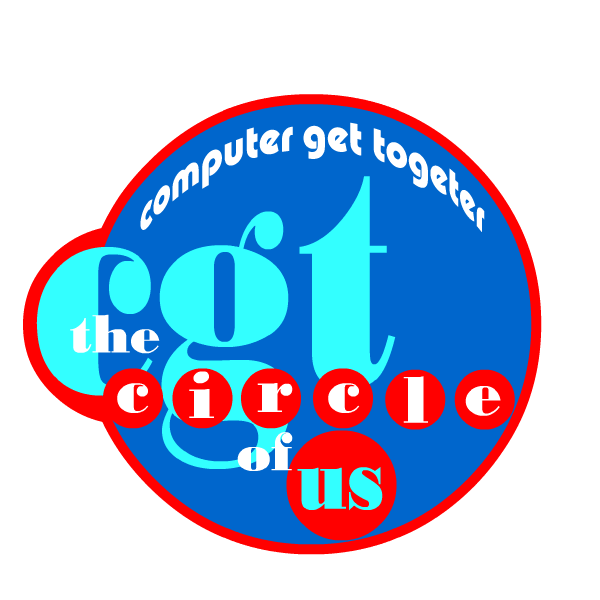 computer get togeter
cgt
the
circle
of
us